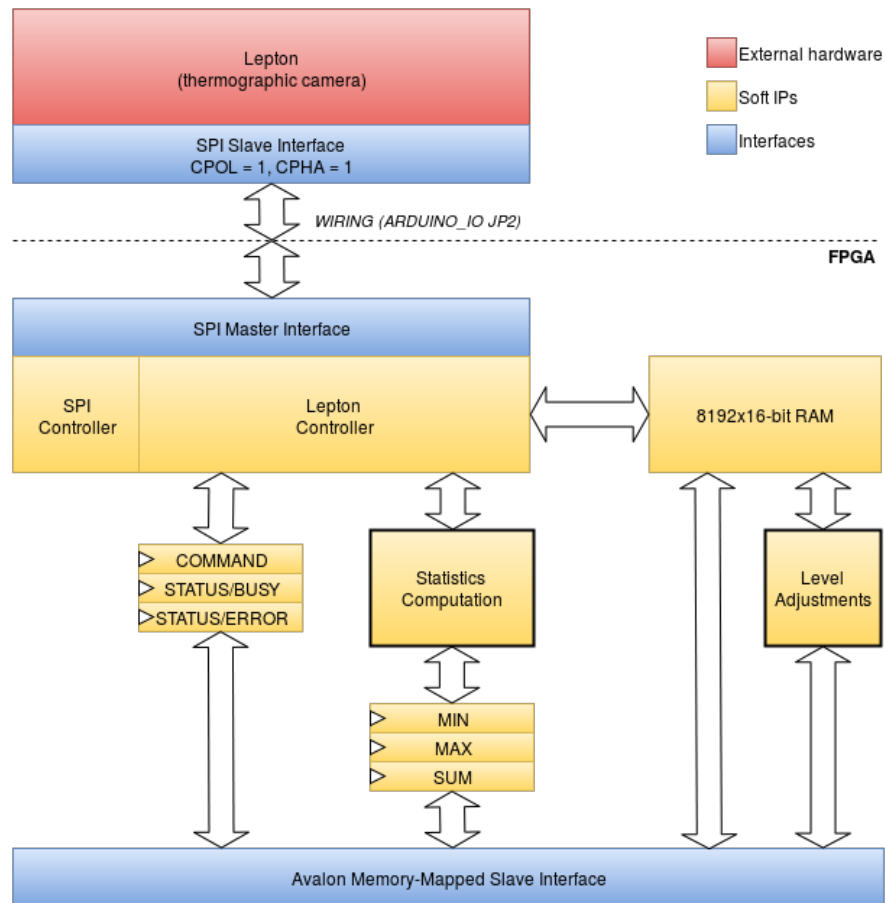 Lepton
(thermographic camera)
External hardware
Soft IPs
Interfaces
SPI Slave Interface
CPOL = 1, CPHA = 1
WIRING (ARDUINO_IO JP2)
FPGA
SPI Master Interface
SPI
Controller
Lepton
Controller
8192x16-bit RAM
COMMAND
STATUS/BUSY
STATUS/ERROR
Statistics
Computation
Level
Adjustments
MIN
MAX
SUM
Avalon Memory-Mapped Slave Interface